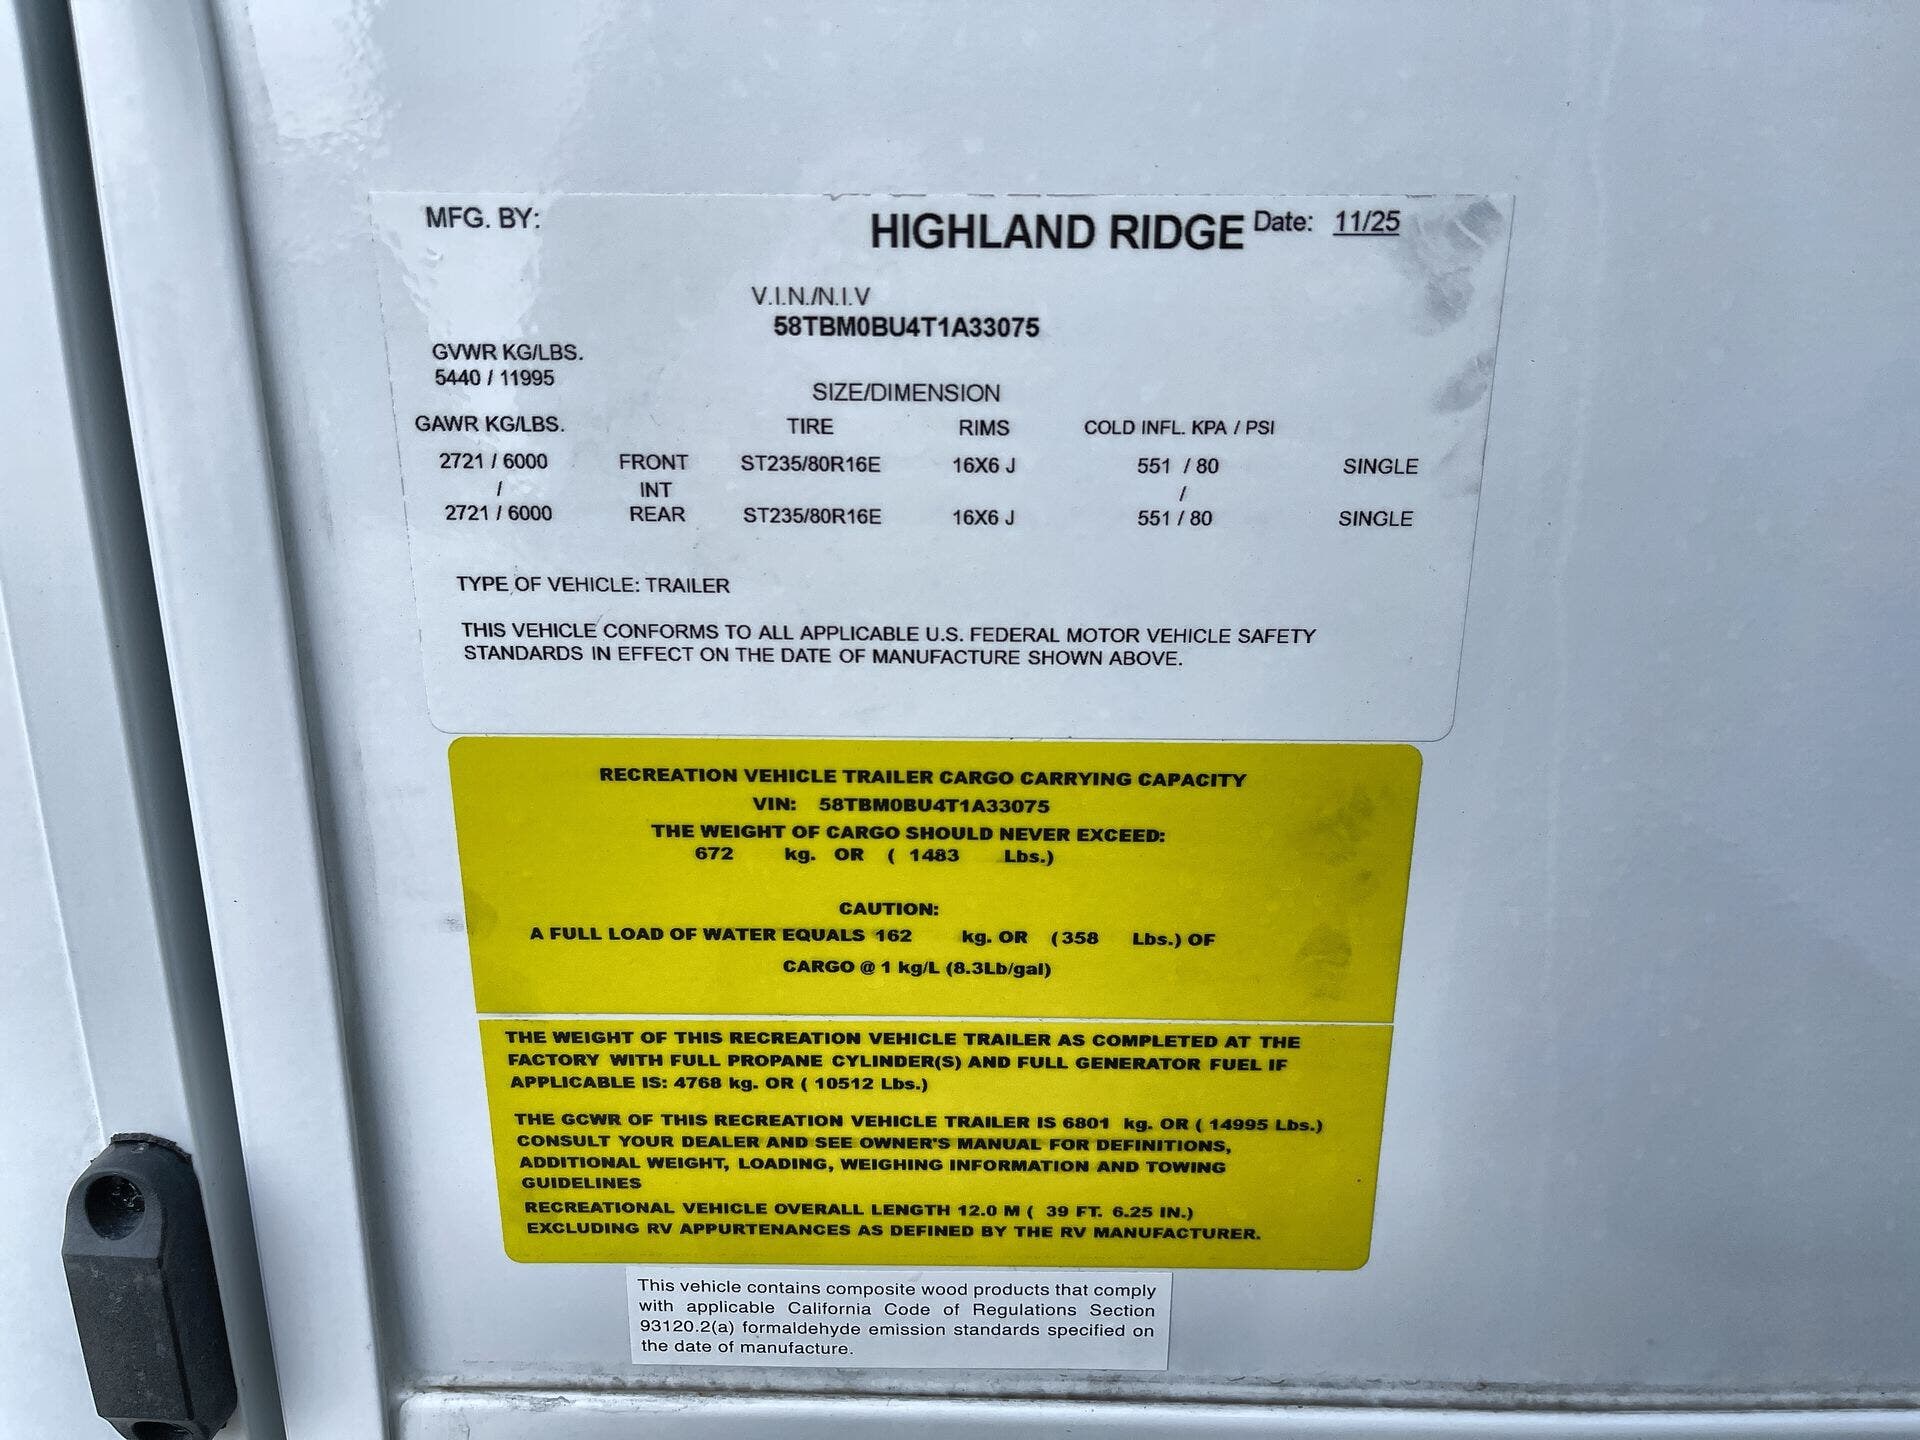 MFG. BY: HIGHLAND RIDGE Date: 11/25
V.I.N./N.I.V
58TBM0BU4T1A33075
GVWR KG/LBS.
5440 / 11995
SIZE/DIMENSION
GAWR KG/LBS. TIRE RIMS COLD INFL. KPA / PSI
2721 / 6000 FRONT ST235/80R16E 16X6 J 551 / 80 SINGLE
/ INT /
2721 / 6000 REAR ST235/80R16E 16X6 J 551 / 80 SINGLE
TYPE OF VEHICLE: TRAILER
THIS VEHICLE CONFORMS TO ALL APPLICABLE U.S. FEDERAL MOTOR VEHICLE SAFETY
STANDARDS IN EFFECT ON THE DATE OF MANUFACTURE SHOWN ABOVE.
RECREATION VEHICLE TRAILER CARGO CARRYING CAPACITY
VIN: 58TBM0BU4T1A33075
THE WEIGHT OF CARGO SHOULD NEVER EXCEED:
672 kg. OR ( 1483 Lbs.)
CAUTION:
A FULL LOAD OF WATER EQUALS 162 kg. OR (358 Lbs.) OF
CARGO @ 1 kg/L (8.3Lb/gal)
THE WEIGHT OF THIS RECREATION VEHICLE TRAILER AS COMPLETED AT THE
FACTORY WITH FULL PROPANE CYLINDER(S) AND FULL GENERATOR FUEL IF
APPLICABLE IS: 4768 kg. OR ( 10512 Lbs.)
THE GCWR OF THIS RECREATION VEHICLE TRAILER IS 6801 kg. OR ( 14995 Lbs.)
CONSULT YOUR DEALER AND SEE OWNER'S MANUAL FOR DEFINITIONS,
ADDITIONAL WEIGHT, LOADING, WEIGHING INFORMATION AND TOWING
GUIDELINES
RECREATIONAL VEHICLE OVERALL LENGTH 12.0 M ( 39 FT. 6.25 IN.)
EXCLUDING RV APPURTENANCES AS DEFINED BY THE RV MANUFACTURER.
This vehicle contains composite wood products that comply
with applicable California Code of Regulations Section
93120.2(a) formaldehyde emission standards specified on
the date of manufacture.